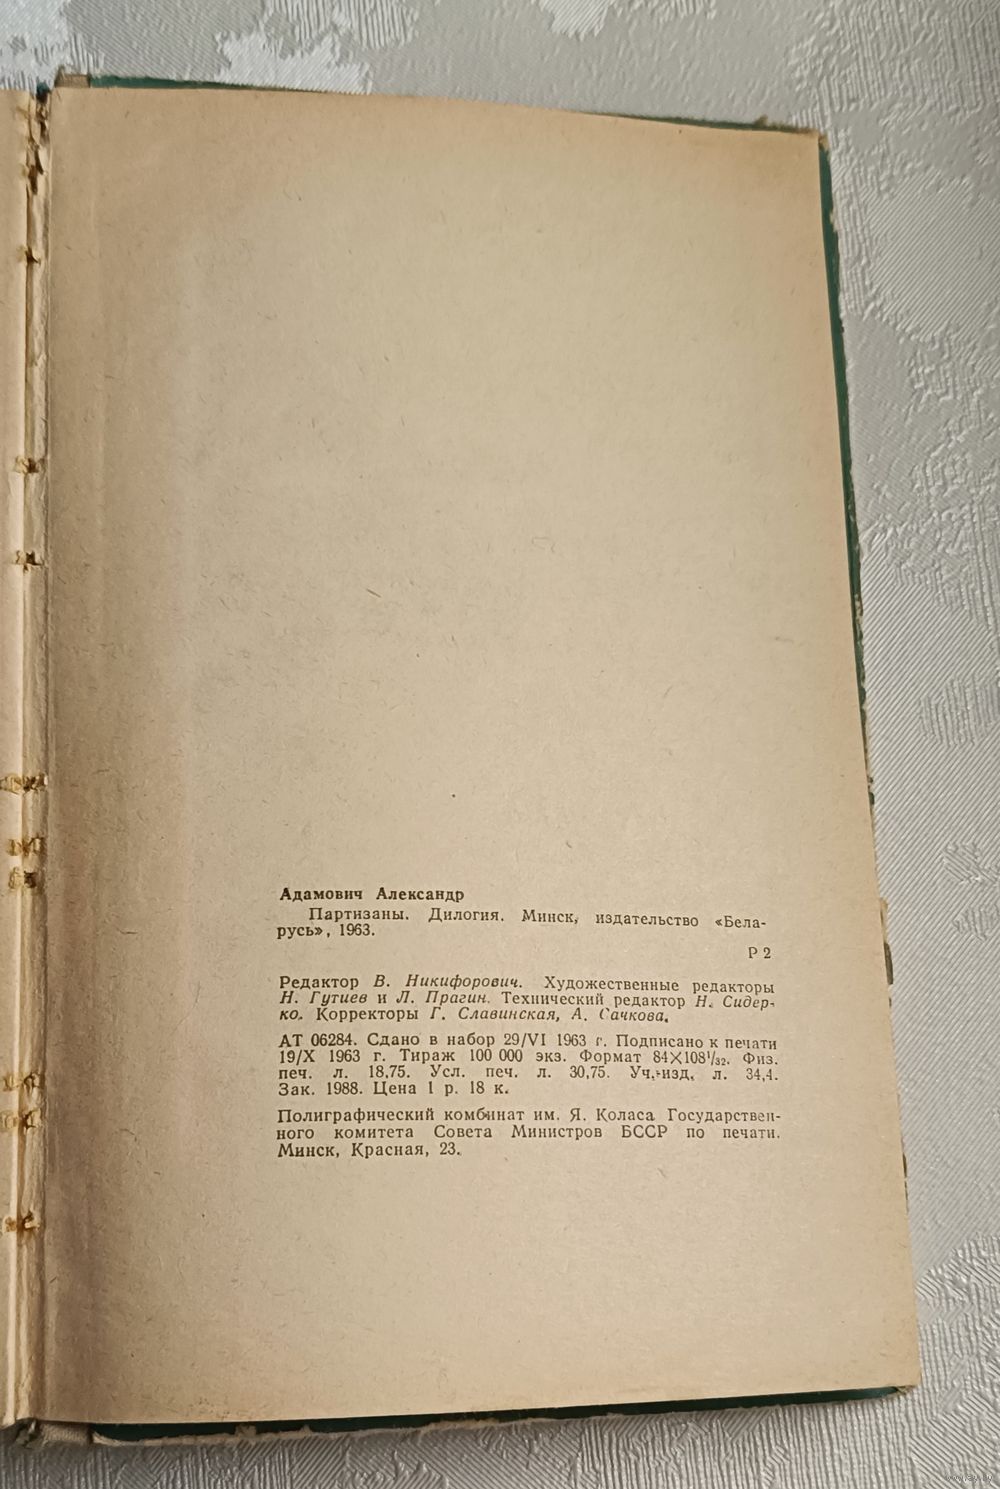 Адамович Александр
Партизаны. Дилогия. Минск, издательство «Бела-
русь», 1963.
Р 2
Редактор В. Никифорович. Художественные редакторы
Н. Гутиев и Л. Прагин. Технический редактор Н. Сидер-
ко. Корректоры Г. Славинская, А. Сачкова.
АТ 06284. Сдано в набор 29/VI 1963 г. Подписано к печати
19/X 1963 г. Тираж 100 000 экз. Формат 84×108¹/₃₂. Физ.
печ. л. 18,75. Усл. печ. л. 30,75. Уч.-изд. л. 34,4.
Зак. 1988. Цена 1 р. 18 к.
Полиграфический комбинат им. Я. Коласа Государствен-
ного комитета Совета Министров БССР по печати.
Минск, Красная, 23.